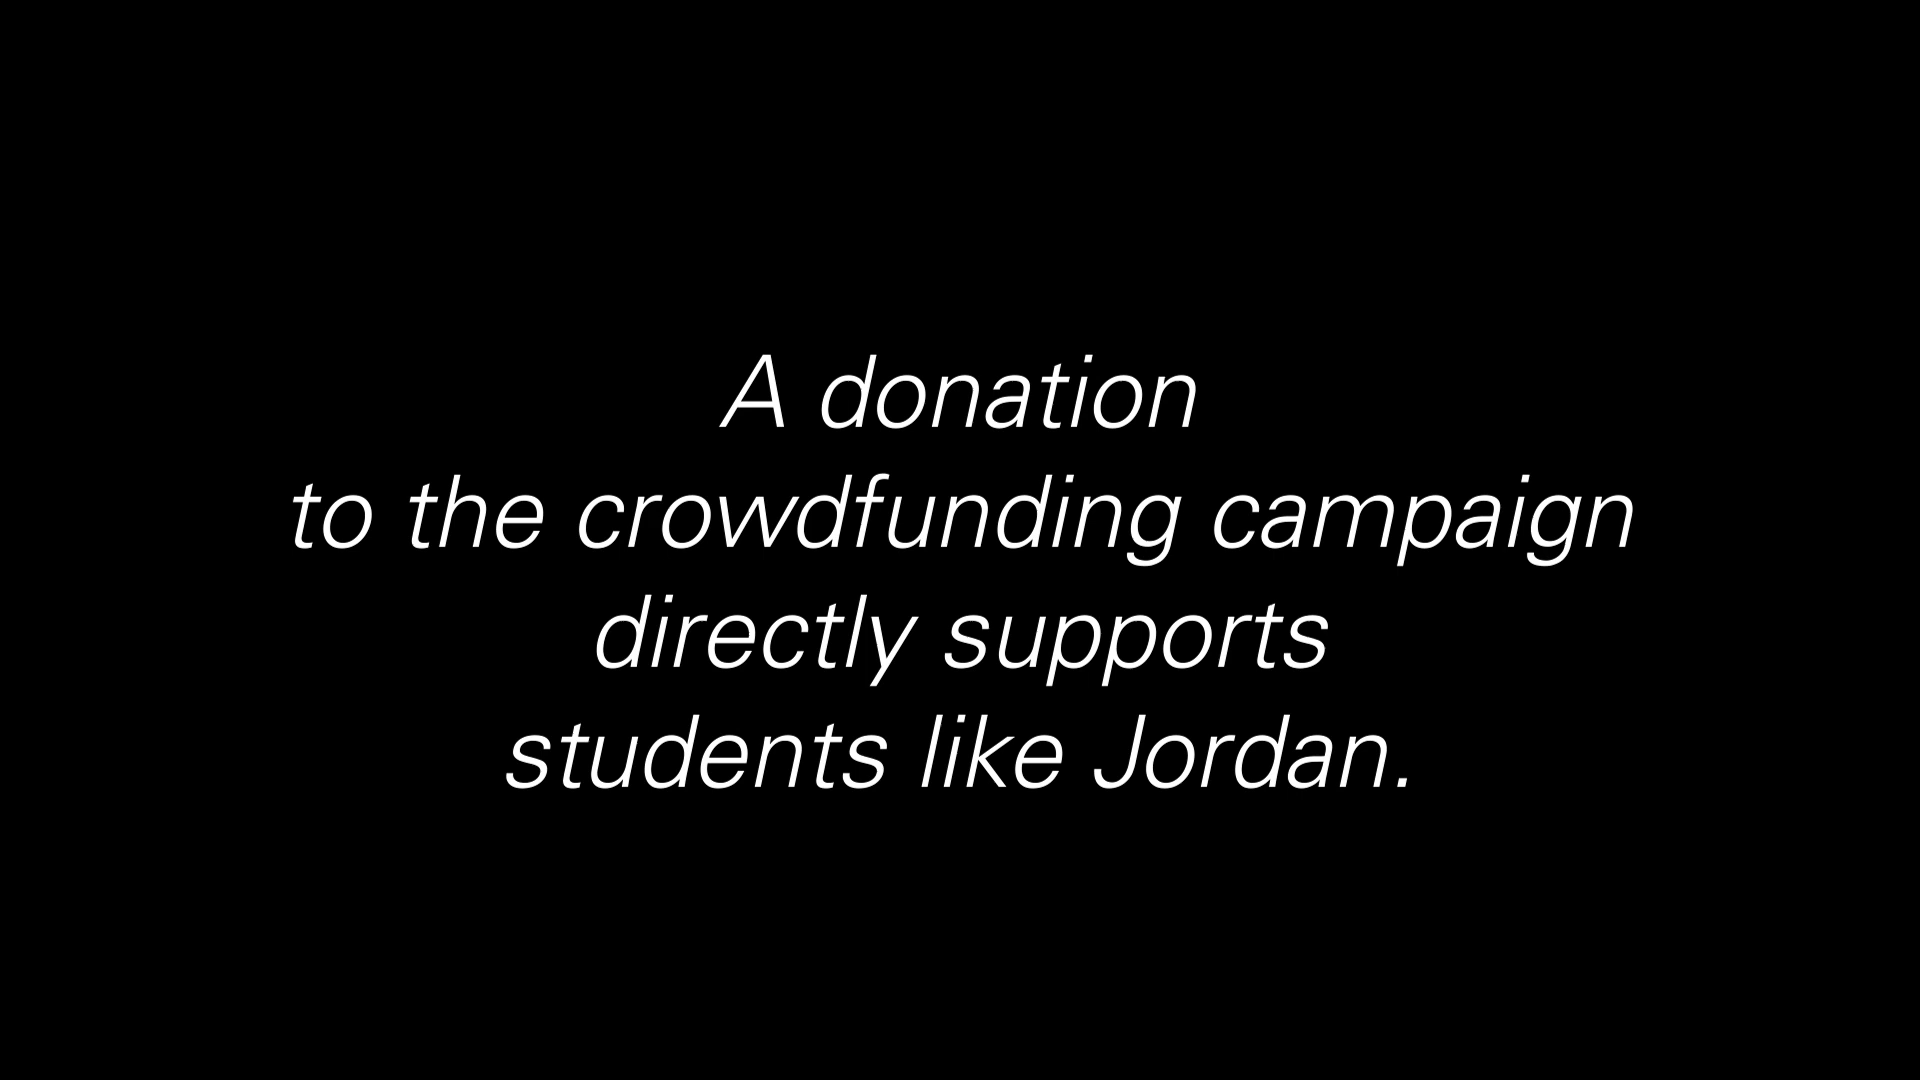 A donation
to the crowdfunding campaign
directly supports
students like Jordan.